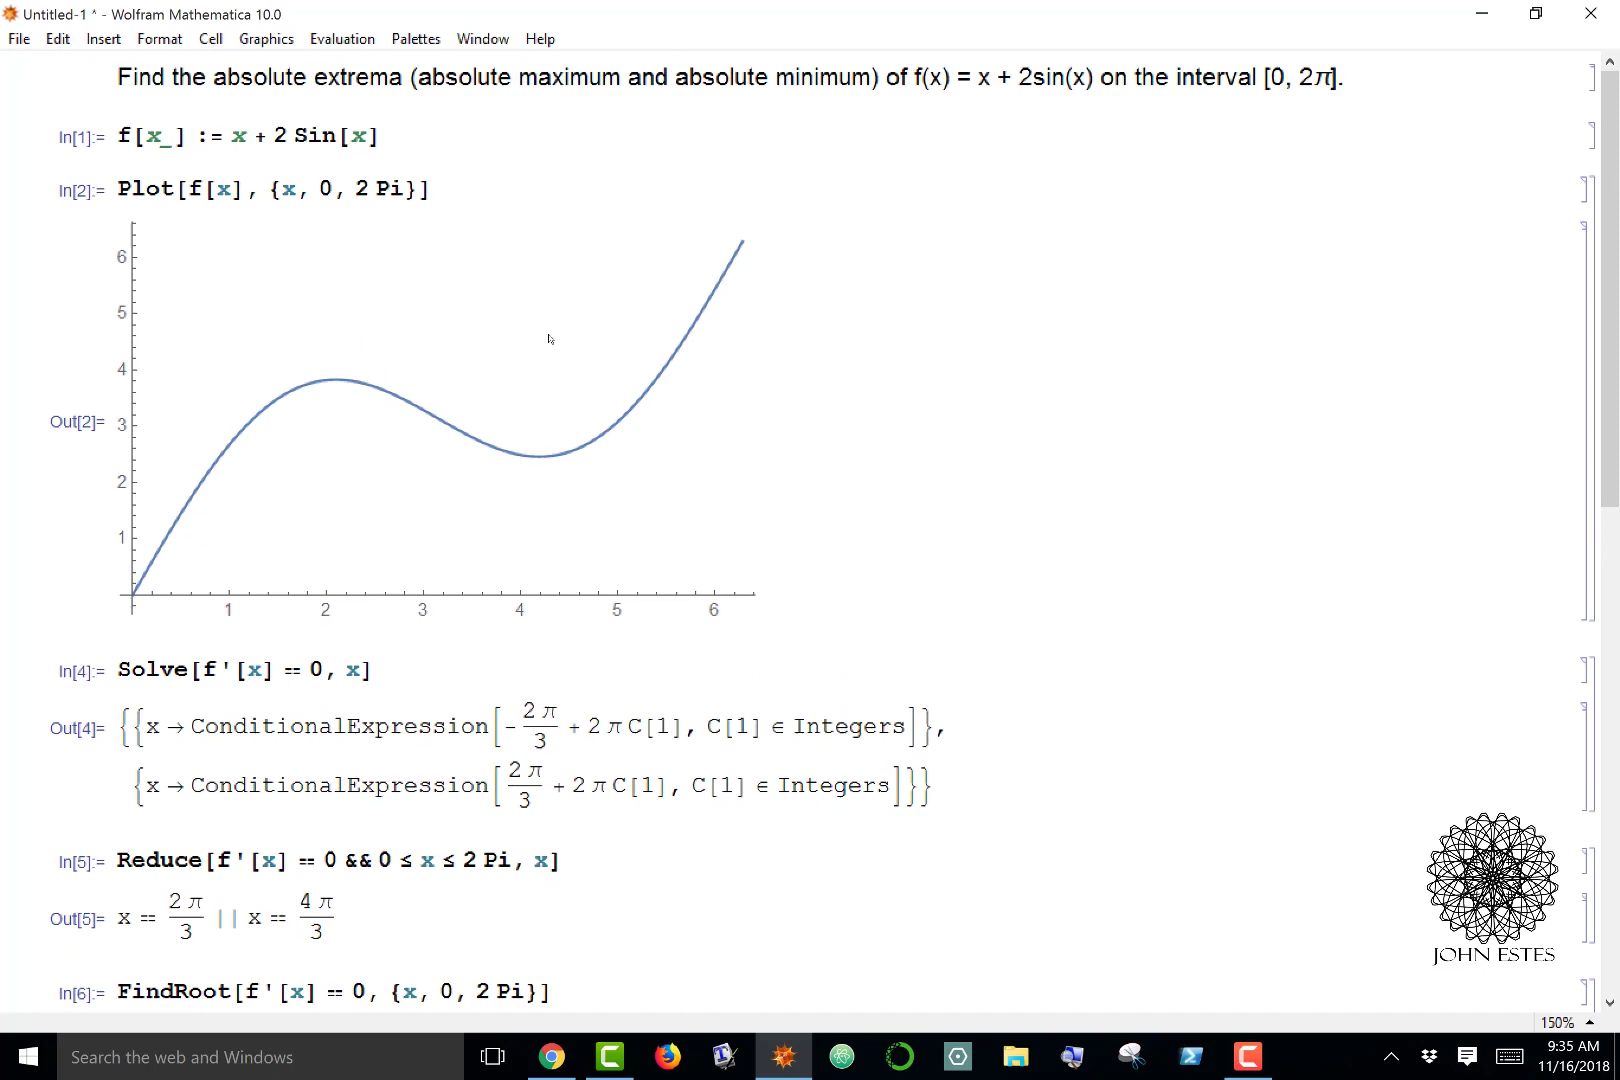 Untitled-1 * - Wolfram Mathematica 10.0
File Edit Insert Format Cell Graphics Evaluation Palettes Window Help
Find the absolute extrema (absolute maximum and absolute minimum) of f(x) = x + 2sin(x) on the interval [0, 2π].
In[1]:= f[x_] := x + 2 Sin[x]
In[2]:= Plot[f[x], {x, 0, 2 Pi}]
6
5
4
Out[2]= 3
2
1
1 2 3 4 5 6
In[4]:= Solve[f'[x] == 0, x]
Out[4]= {{x → ConditionalExpression[-2 π/3 + 2 π C[1], C[1] ∈ Integers]},
{x → ConditionalExpression[2 π/3 + 2 π C[1], C[1] ∈ Integers]}}
In[5]:= Reduce[f'[x] == 0 && 0 ≤ x ≤ 2 Pi, x]
Out[5]= x == 2 π/3 || x == 4 π/3
JOHN ESTES
In[6]:= FindRoot[f'[x] == 0, {x, 0, 2 Pi}]
150%
Search the web and Windows
9:35 AM
11/16/2018